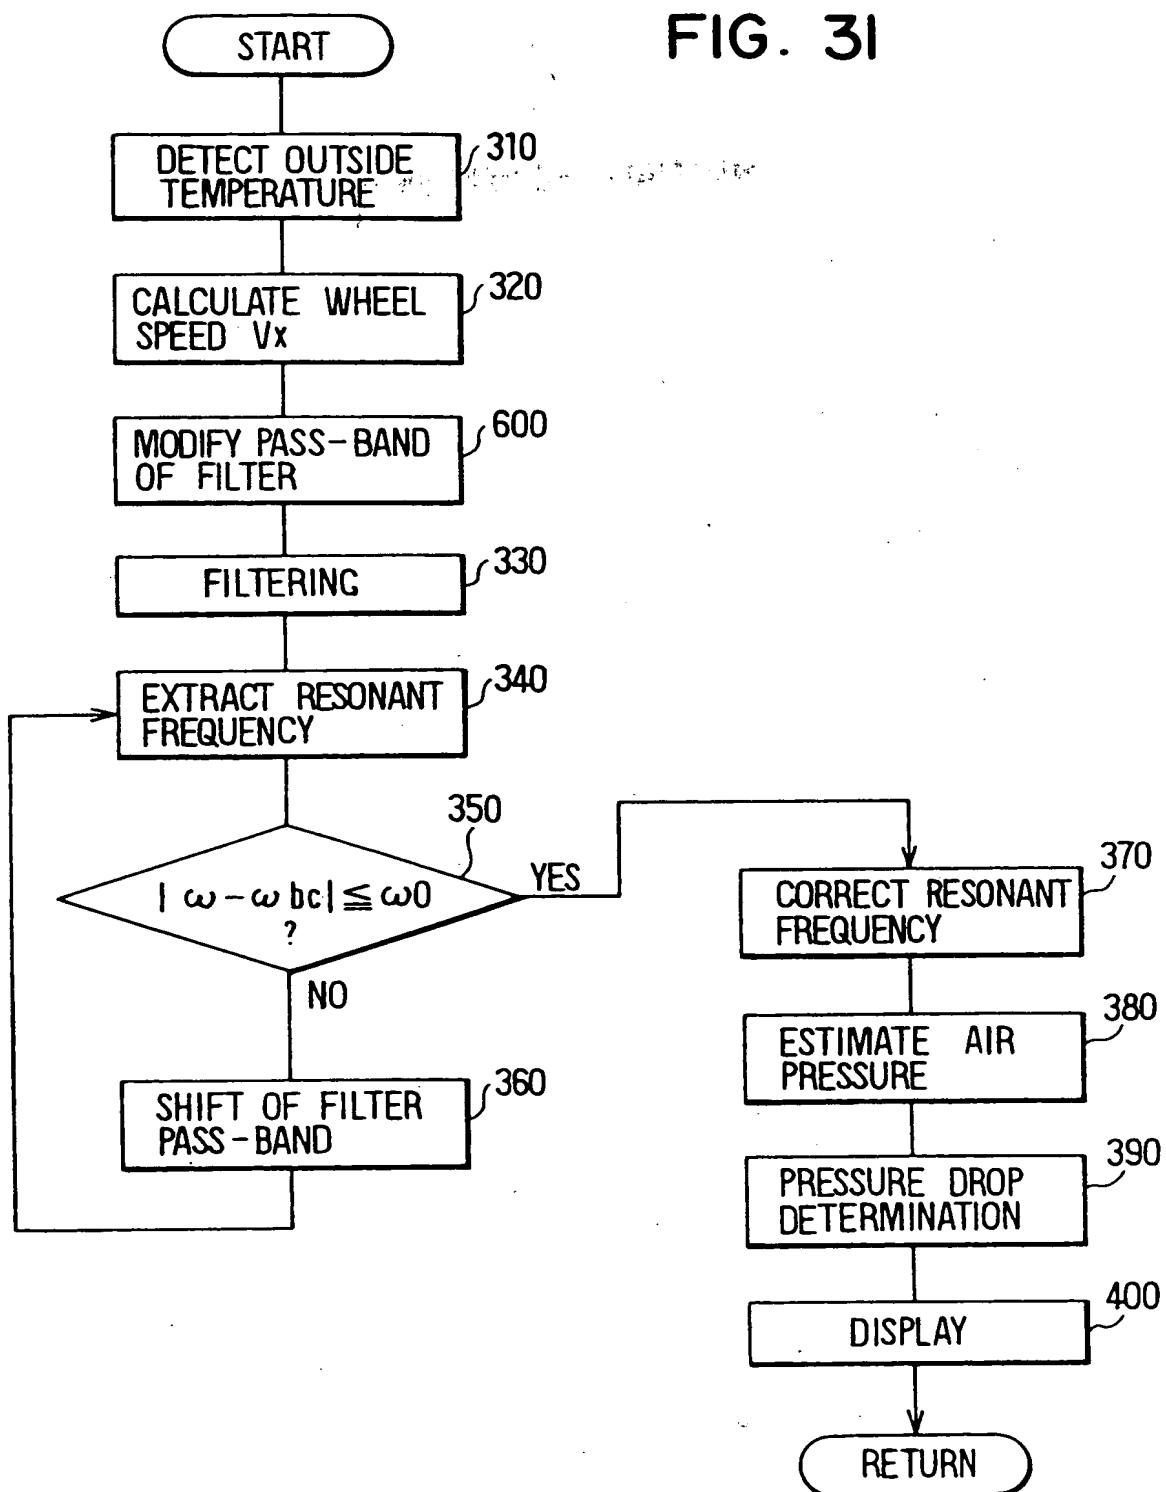 FIG. 31
START
DETECT OUTSIDE
TEMPERATURE
310
CALCULATE WHEEL
SPEED Vx
320
MODIFY PASS-BAND
OF FILTER
600
FILTERING
330
EXTRACT RESONANT
FREQUENCY
340
350
| ω - ω bc | ≦ ω0
?
YES
NO
SHIFT OF FILTER
PASS-BAND
360
CORRECT RESONANT
FREQUENCY
370
ESTIMATE AIR
PRESSURE
380
PRESSURE DROP
DETERMINATION
390
DISPLAY
400
RETURN